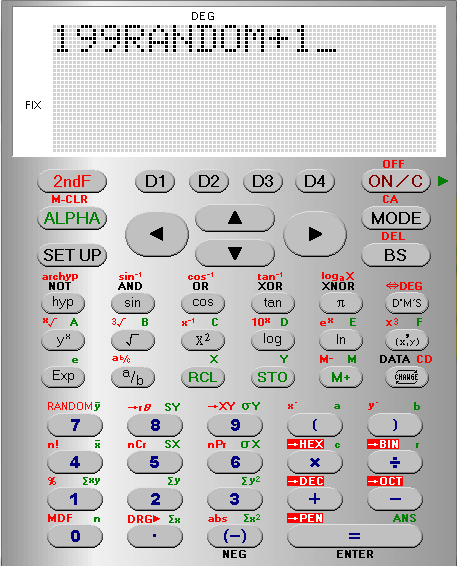 DEG
199RANDOM+1_
FIX
OFF
2ndF D1 D2 D3 D4 ON/C
M-CLR CA
ALPHA MODE
DEL
SET UP BS
archyp sin⁻¹ cos⁻¹ tan⁻¹ logₐX ⇔DEG
NOT AND OR XOR XNOR
hyp sin cos tan π D°M'S
ˣ√ A ³√ B x⁻¹ C 10ˣ D eˣ E x³ F
yˣ √ X² log ln (x,y)
e a b/c X Y M- M DATA CD
Exp a/b RCL STO M+ CHANGE
RANDOM ȳ →rθ SY →XY σY x' a y' b
7 8 9 ( )
n! x̄ nCr SX nPr σX →HEX c →BIN r
4 5 6 × ÷
% Σxy Σy Σy² →DEC →OCT
1 2 3 + −
MDF n DRG▶ Σx abs Σx² →PEN ANS
0 · (−) =
NEG ENTER